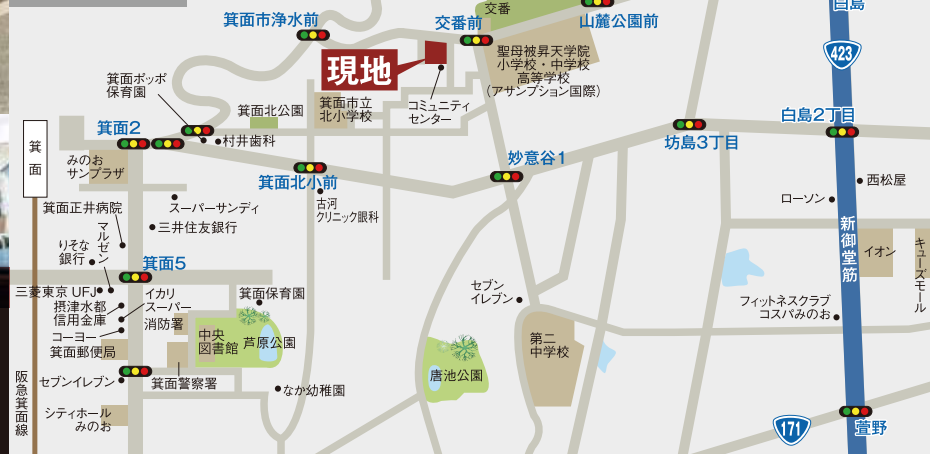 白島
交番
箕面市浄水前
交番前
山麓公園前
423
現地
聖母被昇天学院
小学校・中学校
高等学校
(アサンプション国際)
箕面ポッポ
保育園
箕面市立
北小学校
コミュニティ
センター
箕面北公園
箕面2
村井歯科
白島2丁目
坊島3丁目
箕面
みのお
サンプラザ
妙意谷1
箕面北小前
西松屋
ローソン
古河
クリニック眼科
スーパーサンディ
箕面正井病院
マルゼン
三井住友銀行
新御堂筋
りそな
銀行
イオン
キューズモール
箕面5
三菱東京UFJ
イカリ
スーパー
箕面保育園
セブン
イレブン
フィットネスクラブ
コスパみのお
摂津水都
信用金庫
消防署
コーヨー
中央
図書館
芦原公園
第二
中学校
箕面郵便局
セブンイレブン
箕面警察署
なか幼稚園
唐池公園
阪急箕面線
シティホール
みのお
171
萱野